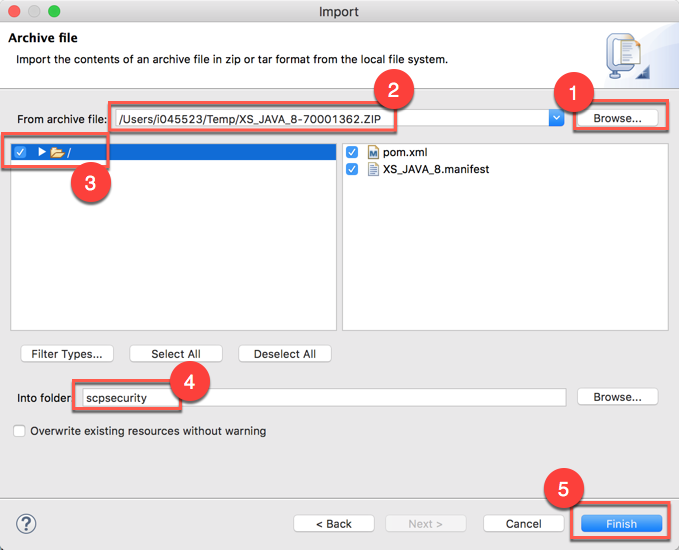 Import
Archive file
Import the contents of an archive file in zip or tar format from the local file system.
2
1
From archive file: /Users/i045523/Temp/XS_JAVA_8-70001362.ZIP Browse...
/
pom.xml
XS_JAVA_8.manifest
3
Filter Types... Select All Deselect All
4
Into folder scpsecurity Browse...
Overwrite existing resources without warning
5
? < Back Next > Cancel Finish